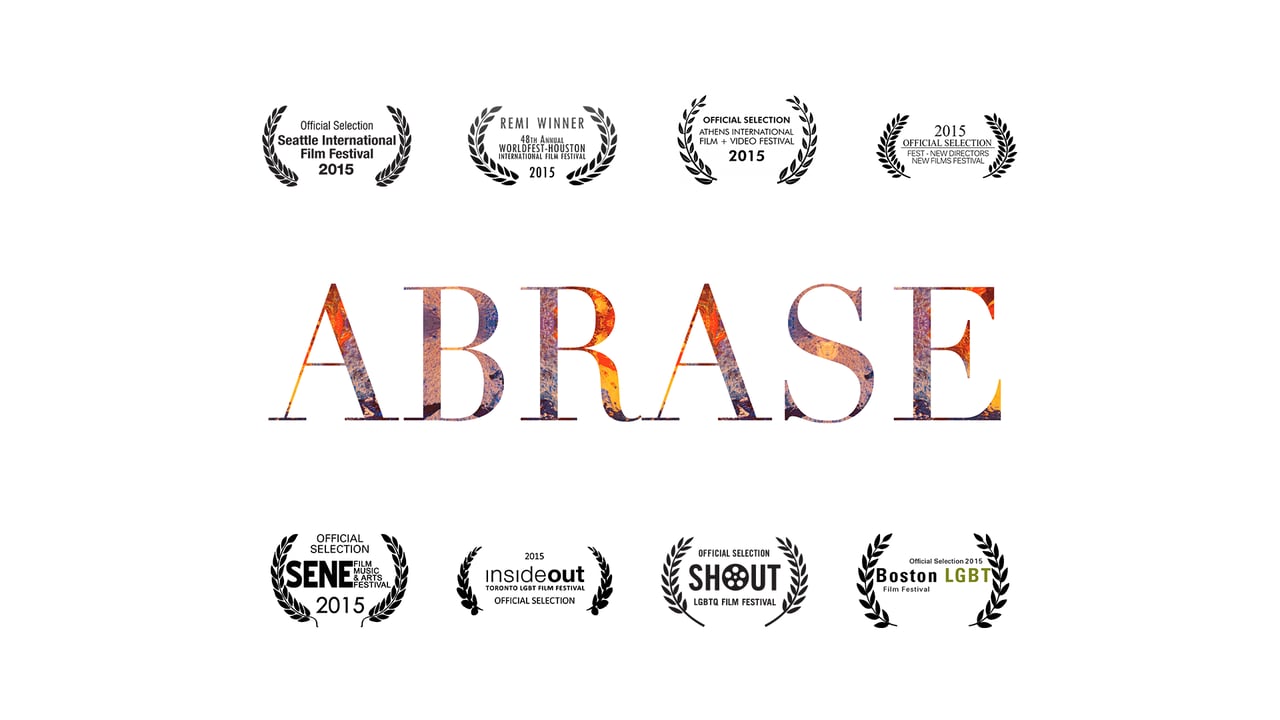 Official Selection
Seattle International
Film Festival
2015
REMI WINNER
48TH ANNUAL
WORLDFEST-HOUSTON
INTERNATIONAL FILM FESTIVAL
2015
OFFICIAL SELECTION
ATHENS INTERNATIONAL
FILM + VIDEO FESTIVAL
2015
2015
OFFICIAL SELECTION
FEST - NEW DIRECTORS
NEW FILMS FESTIVAL
ABRASE
OFFICIAL
SELECTION
SENE
FILM
MUSIC
& ARTS
FESTIVAL
2015
2015
insideout
TORONTO LGBT FILM FESTIVAL
OFFICIAL SELECTION
OFFICIAL SELECTION
SHOUT
LGBTQ FILM FESTIVAL
Official Selection 2015
Boston LGBT
Film Festival